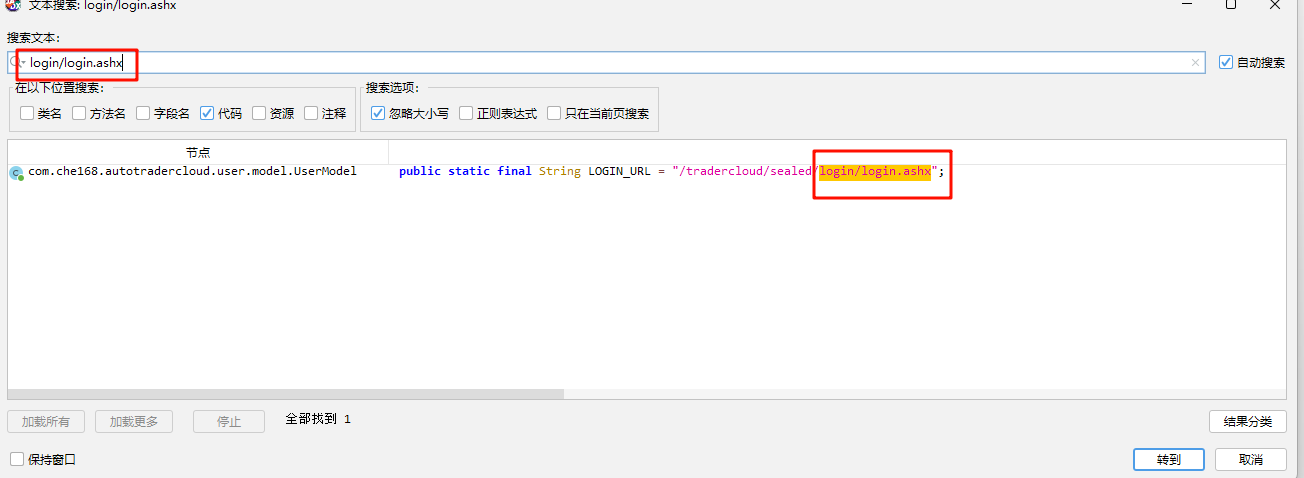 文本搜索: login/login.ashx
搜索文本:
login/login.ashx
自动搜索
在以下位置搜索:
搜索选项:
类名 方法名 字段名 代码 资源 注释
忽略大小写 正则表达式 只在当前页搜索
节点
com.che168.autotradercloud.user.model.UserModel
public static final String LOGIN_URL = "/tradercloud/sealed/login/login.ashx";
加载所有 加载更多 停止 全部找到 1
结果分类
保持窗口
转到 取消